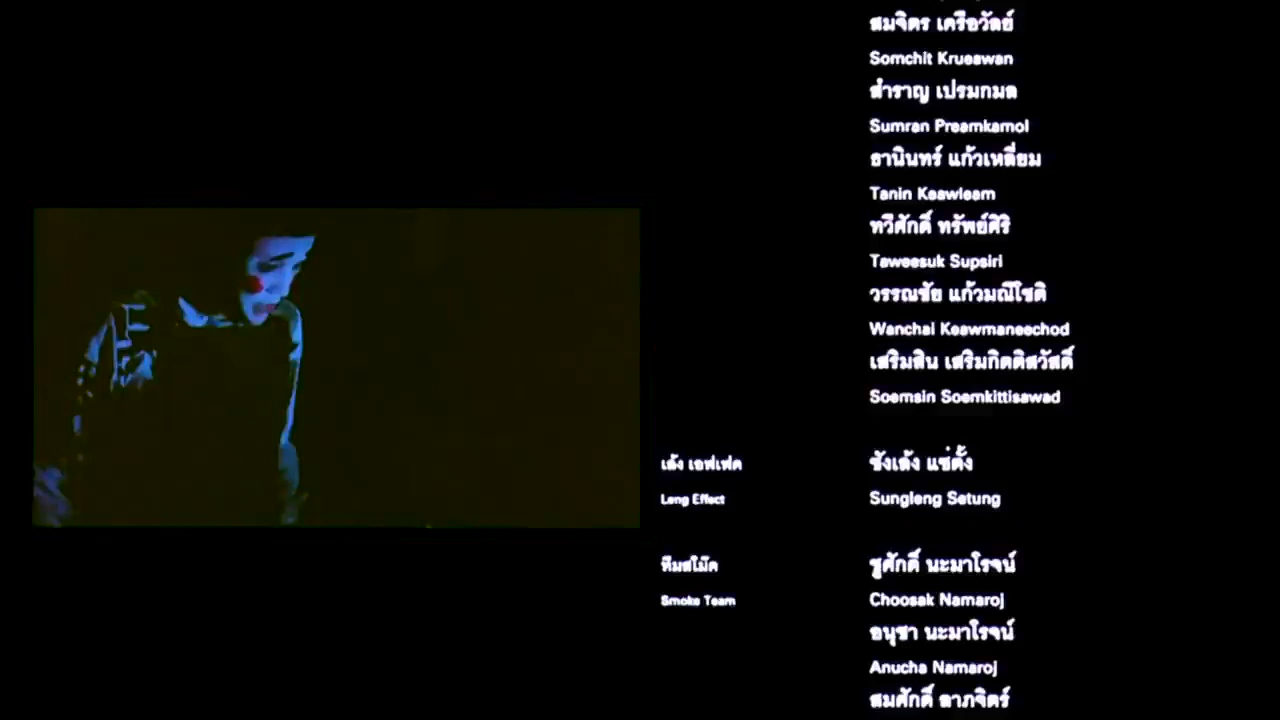 สมจิตร เครือวัลย์
Somchit Krueawan
สำราญ เปรมกมล
Sumran Preamkamol
ธานินทร์ แก้วเหลี่ยม
Tanin Keawleam
ทวีศักดิ์ ทรัพย์ศิริ
Taweesuk Supsiri
วรรณชัย แก้วมณีโชติ
Wanchai Keawmaneechod
เสริมสิน เสริมกิตติสวัสดิ์
Soemsin Soemkittisawad
เล้ง เอฟเฟค
ซังเล้ง แซ่ตั้ง
Leng Effect
Sungleng Setung
ทีมสโม๊ค
ชูศักดิ์ นะมาโรจน์
Smoke Team
Choosak Namaroj
อนุชา นะมาโรจน์
Anucha Namaroj
สมศักดิ์ ลาภจิตร์